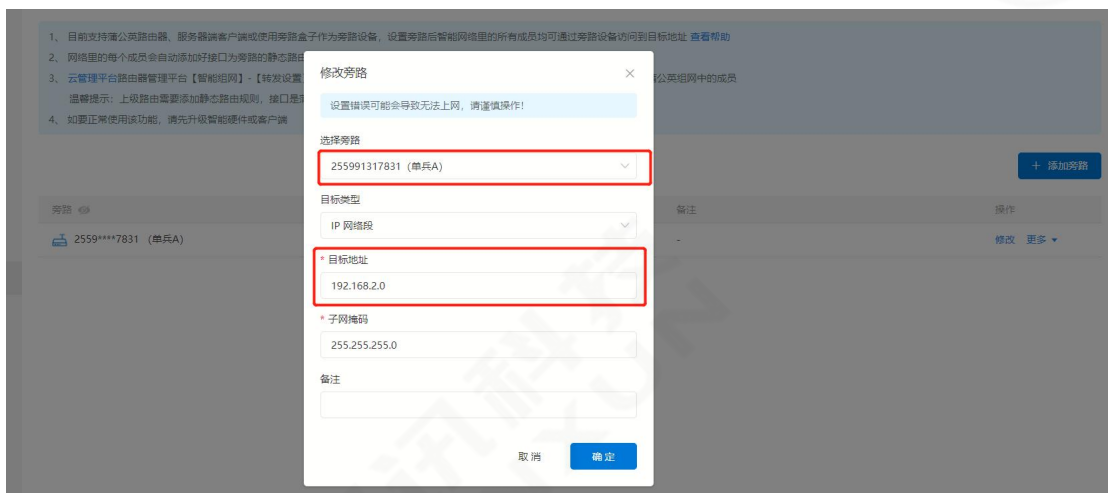 1、 目前支持蒲公英路由器、服务器端客户端或使用旁路盒子作为旁路设备，设置旁路后智能网络里的所有成员均可通过旁路设备访问到目标地址 查看帮助
2、 网络里的每个成员会自动添加好接口为旁路的静态路由
3、 云管理平台路由器管理平台【智能组网】-【转发设置 公英组网中的成员
温馨提示：上级路由需要添加静态路由规则，接口是
4、 如要正常使用该功能，请先升级智能硬件或客户端
修改旁路
设置错误可能会导致无法上网，请谨慎操作!
选择旁路
255991317831 (单兵A)
+ 添加旁路
目标类型
旁路 备注 操作
IP 网络段
2559****7831 (单兵A) - 修改 更多
* 目标地址
192.168.2.0
* 子网掩码
255.255.255.0
备注
取消 确定
讯科技
XUN